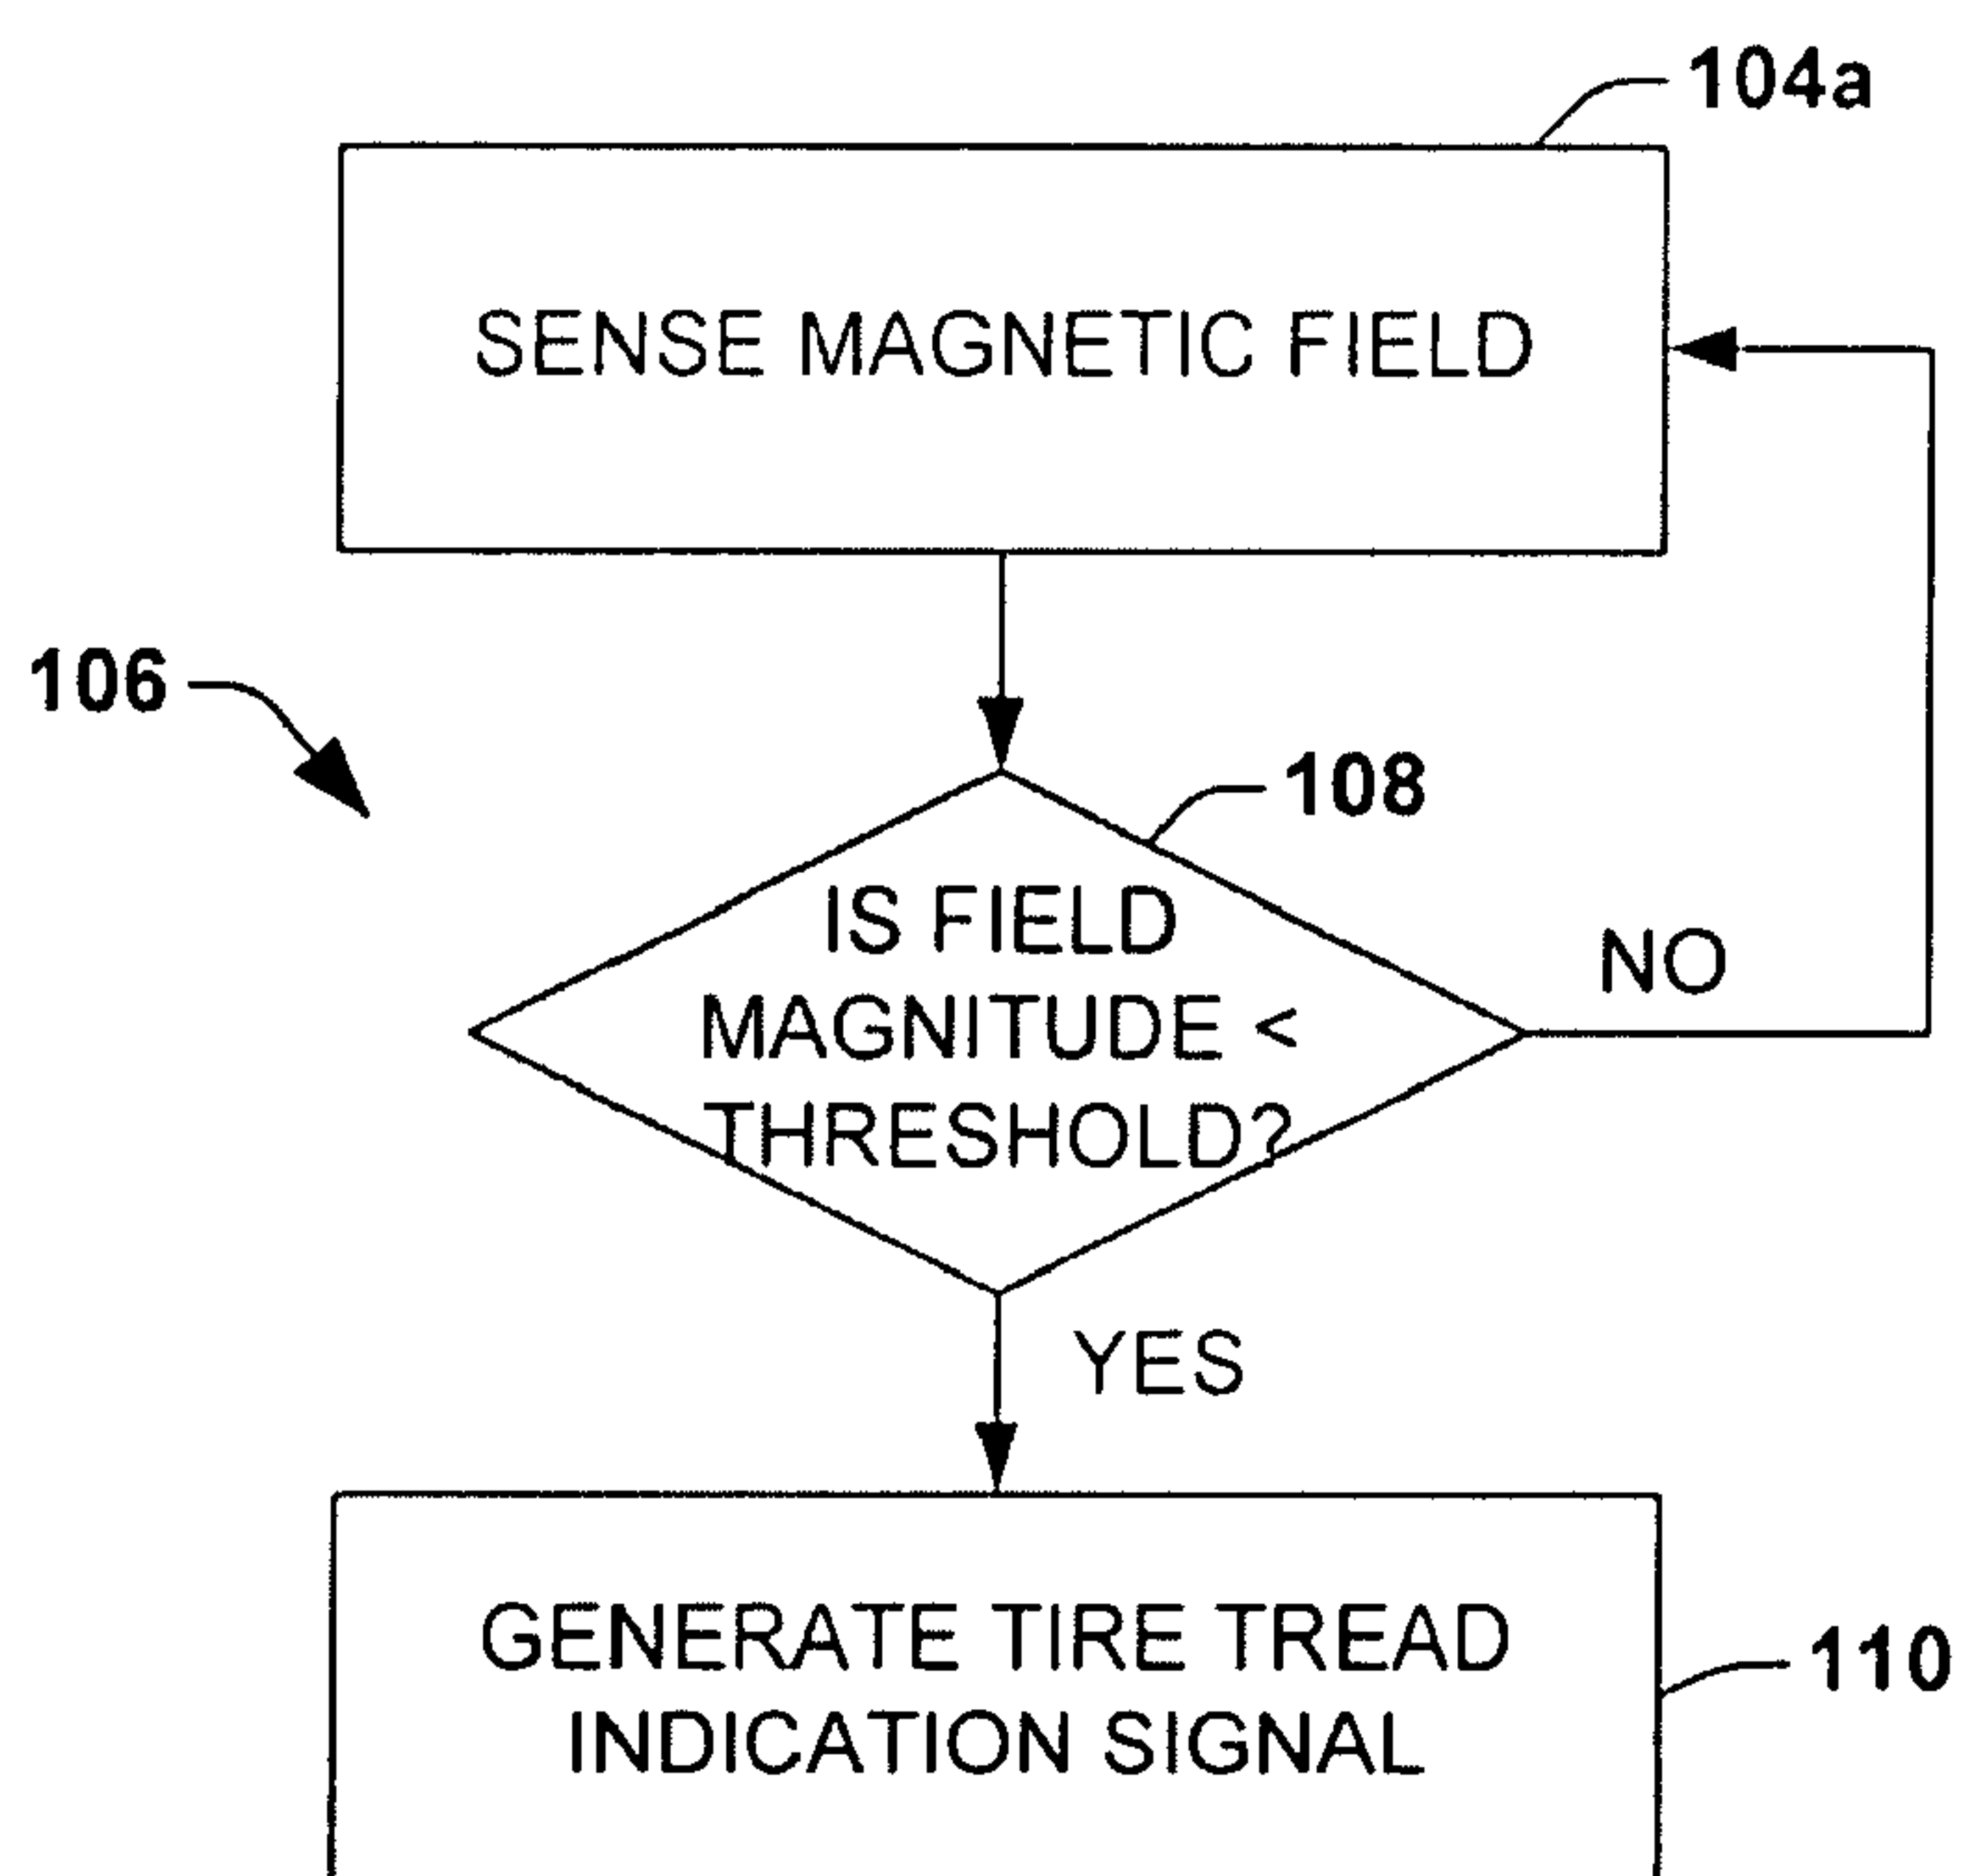 104a
SENSE MAGNETIC FIELD
106
108
IS FIELD
MAGNITUDE <
THRESHOLD?
NO
YES
GENERATE TIRE TREAD
INDICATION SIGNAL
110